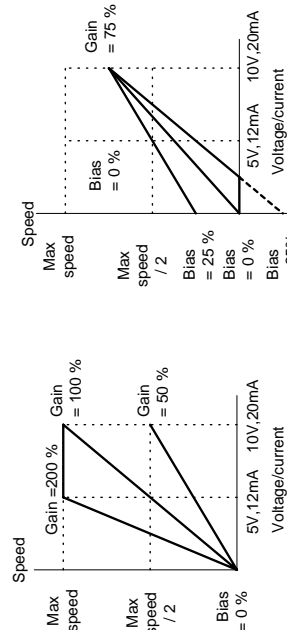 Speed
Max
speed
Gain =200 %
Gain
= 100 %
Max
speed
/ 2
Gain
= 50 %
Bias
= 0 %
5V,12mA
10V,20mA
Voltage/current
Speed
Max
speed
Gain
= 75 %
Bias
= 0 %
Max
speed
/ 2
Bias
= 25 %
Bias
= 0 %
Bias
5V,12mA
10V,20mA
Voltage/current